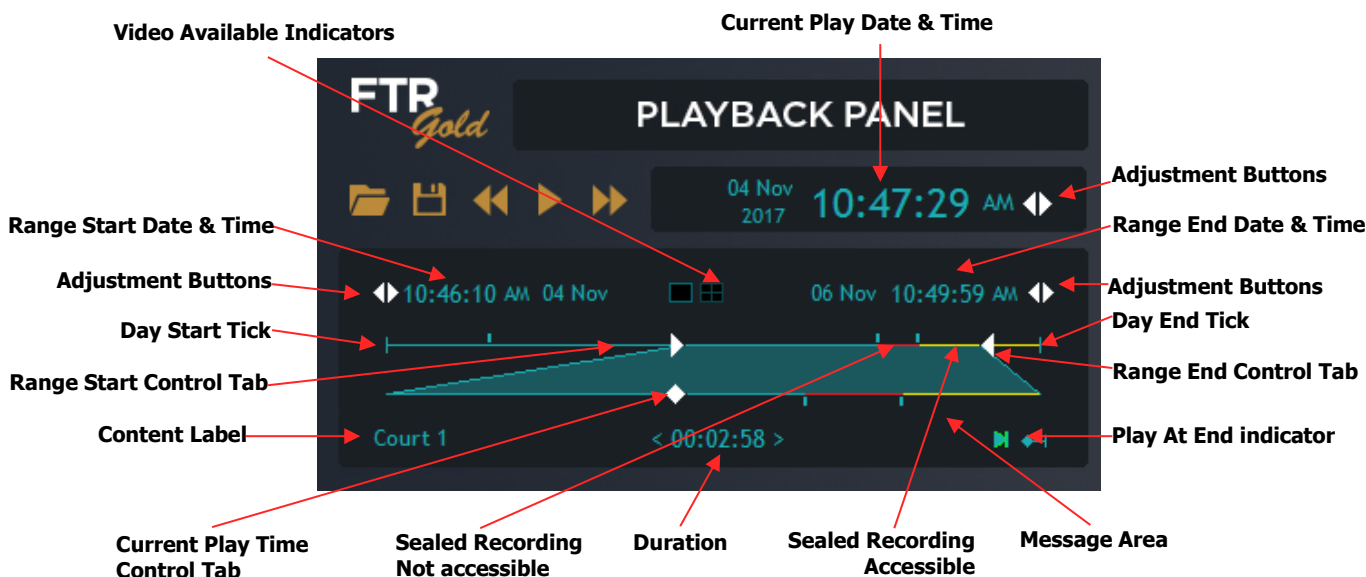 Current Play Date & Time
Video Available Indicators
FTR
Gold
PLAYBACK PANEL
Adjustment Buttons
04 Nov
2017
10:47:29 AM
Range Start Date & Time
Range End Date & Time
Adjustment Buttons
10:46:10 AM 04 Nov
06 Nov 10:49:59 AM
Adjustment Buttons
Day Start Tick
Day End Tick
Range Start Control Tab
Range End Control Tab
Content Label
Court 1
< 00:02:58 >
Play At End indicator
Current Play Time
Control Tab
Sealed Recording
Not accessible
Duration
Sealed Recording
Accessible
Message Area